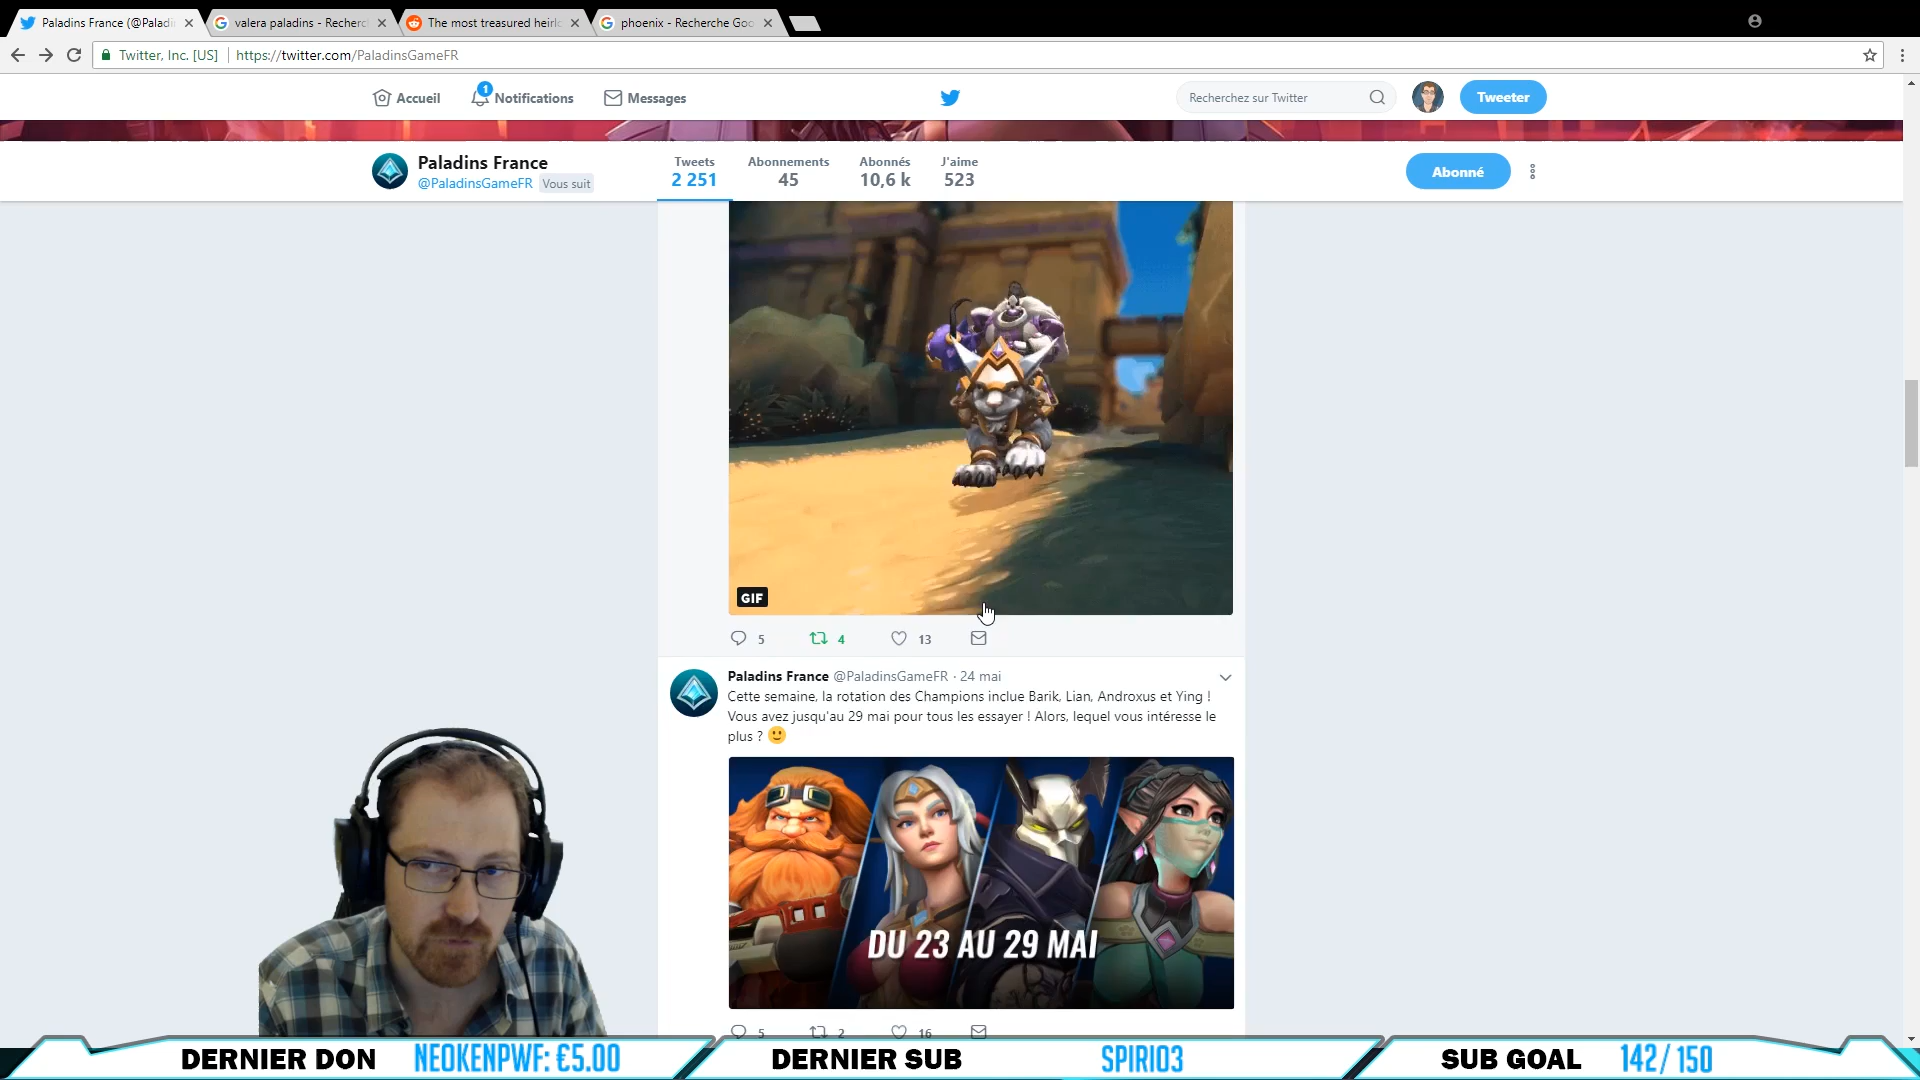 Paladins France (@Paladi
valera paladins - Recherc
The most treasured heirlo
phoenix - Recherche Goo
Twitter, Inc. [US]
https://twitter.com/PaladinsGameFR
Accueil
1
Notifications
Messages
Recherchez sur Twitter
Tweeter
Paladins France
@PaladinsGameFR Vous suit
Tweets
2 251
Abonnements
45
Abonnés
10,6 k
J'aime
523
Abonné
GIF
5
4
13
Paladins France @PaladinsGameFR · 24 mai
Cette semaine, la rotation des Champions inclue Barik, Lian, Androxus et Ying !
Vous avez jusqu'au 29 mai pour tous les essayer ! Alors, lequel vous intéresse le
plus ? 🙂
DU 23 AU 29 MAI
5
2
16
DERNIER DON NEOKENPWF: €5.00
DERNIER SUB SPIRIO3
SUB GOAL 142/150